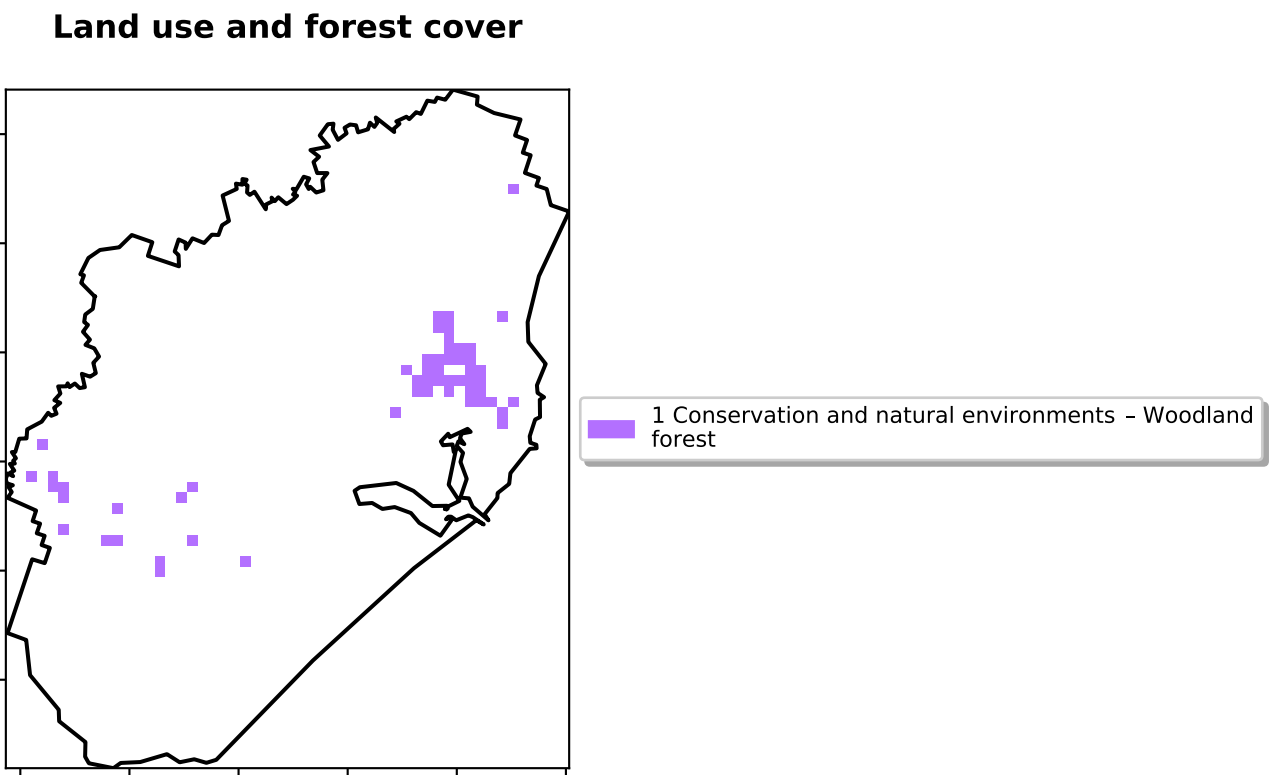 Land use and forest cover
1 Conservation and natural environments – Woodland
forest